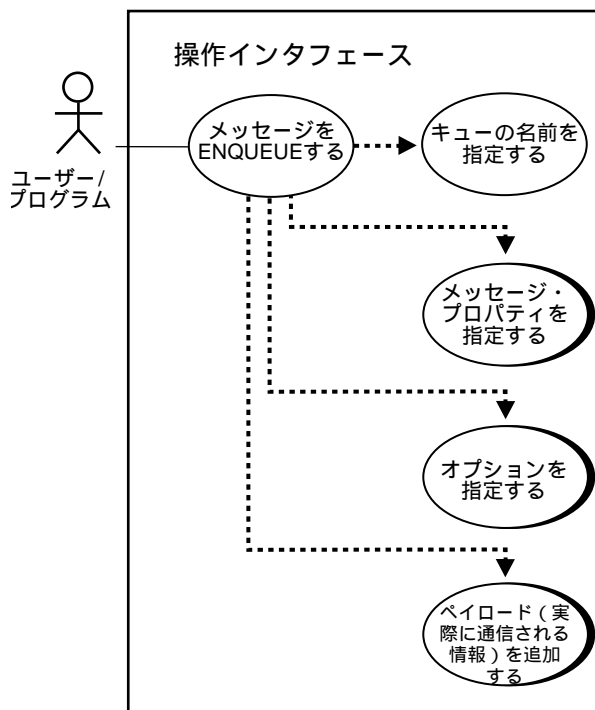 操作インタフェース
メッセージを
ENQUEUEする
キューの名前を
指定する
ユーザー/
プログラム
メッセージ・
プロパティを
指定する
オプションを
指定する
ペイロード(実
際に通信される
情報)を追加
する